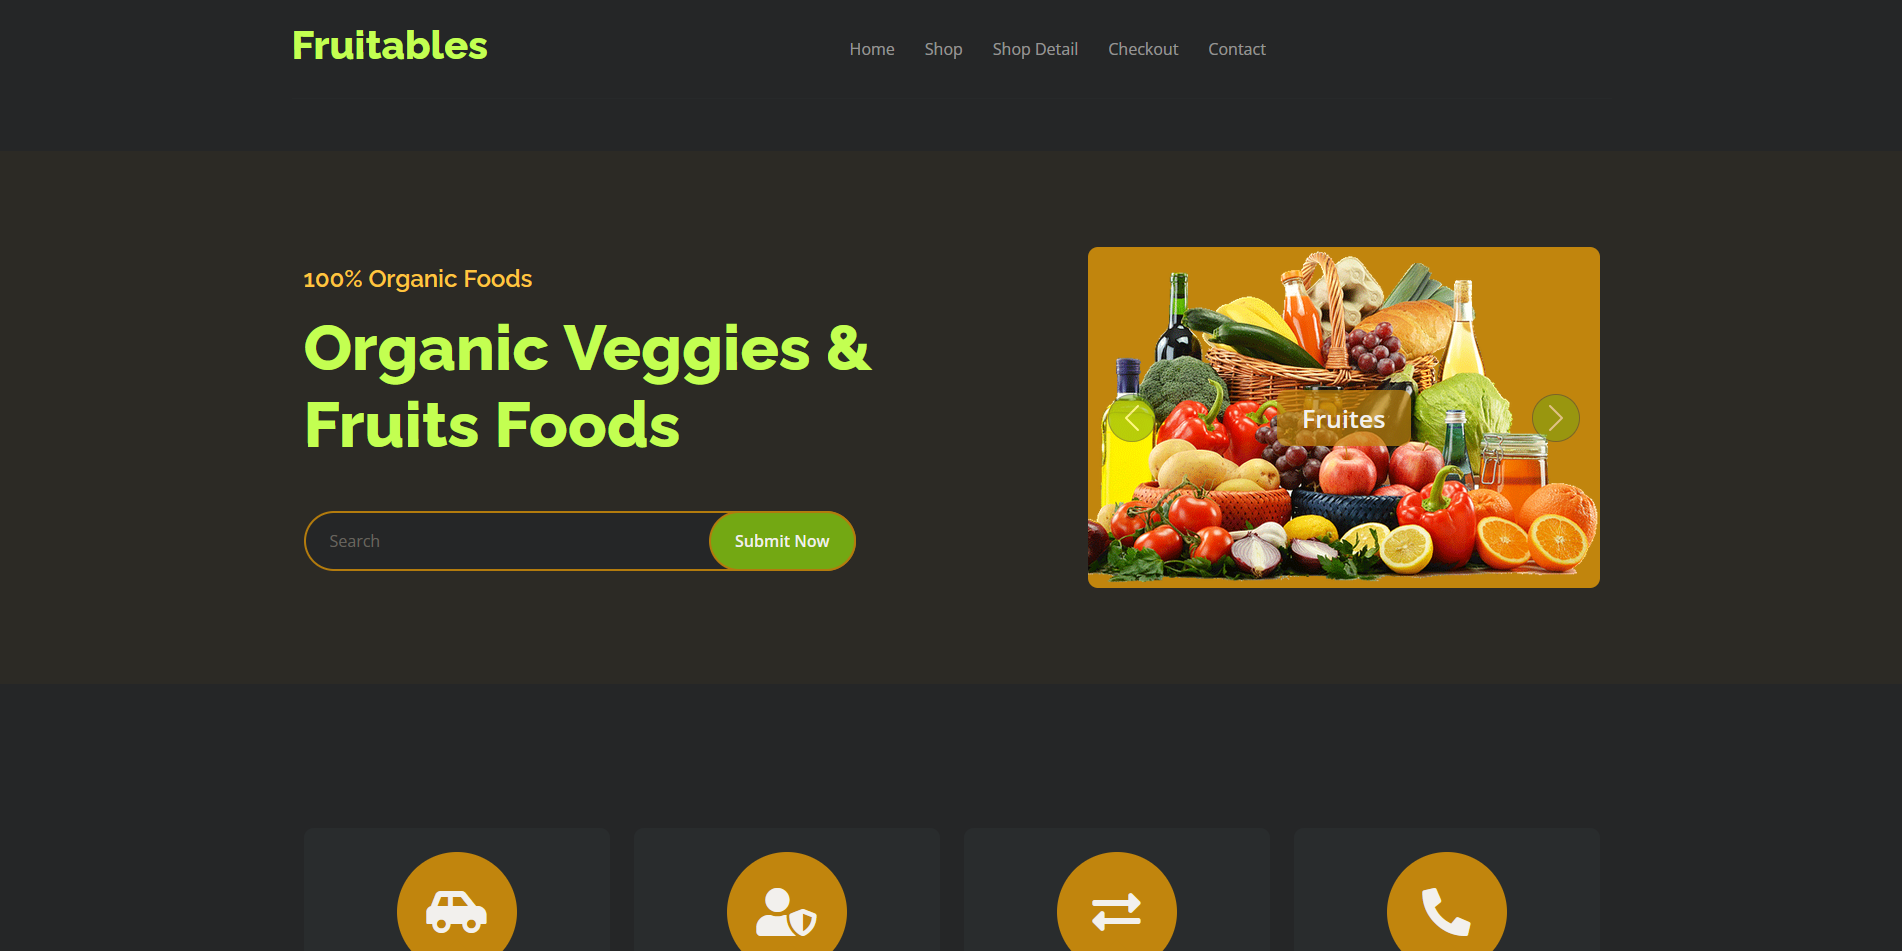 Fruitables
Home Shop Shop Detail Checkout Contact
100% Organic Foods
Organic Veggies &
Fruits Foods
Search
Submit Now
Fruites